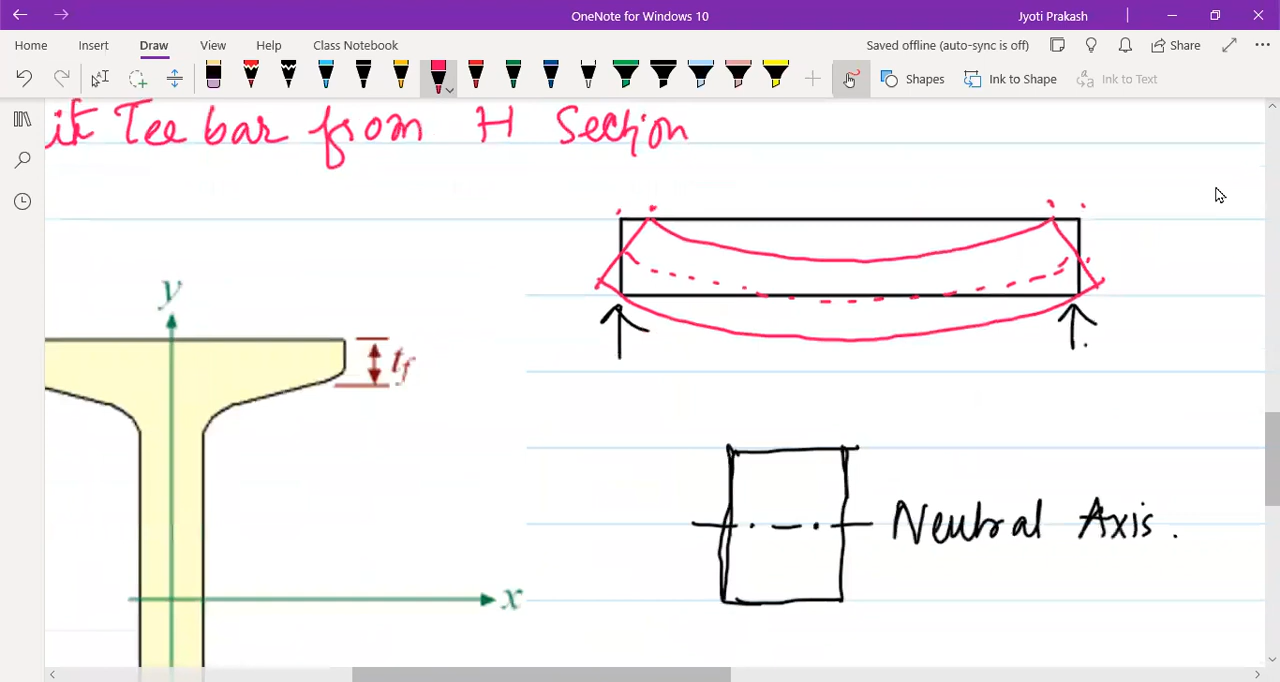 OneNote for Windows 10
Jyoti Prakash
Home Insert Draw View Help Class Notebook
Saved offline (auto-sync is off) Share
Ink to Shape Shapes Ink to Text
it Tee bar from H Section
y
tf
x
Neutral Axis.